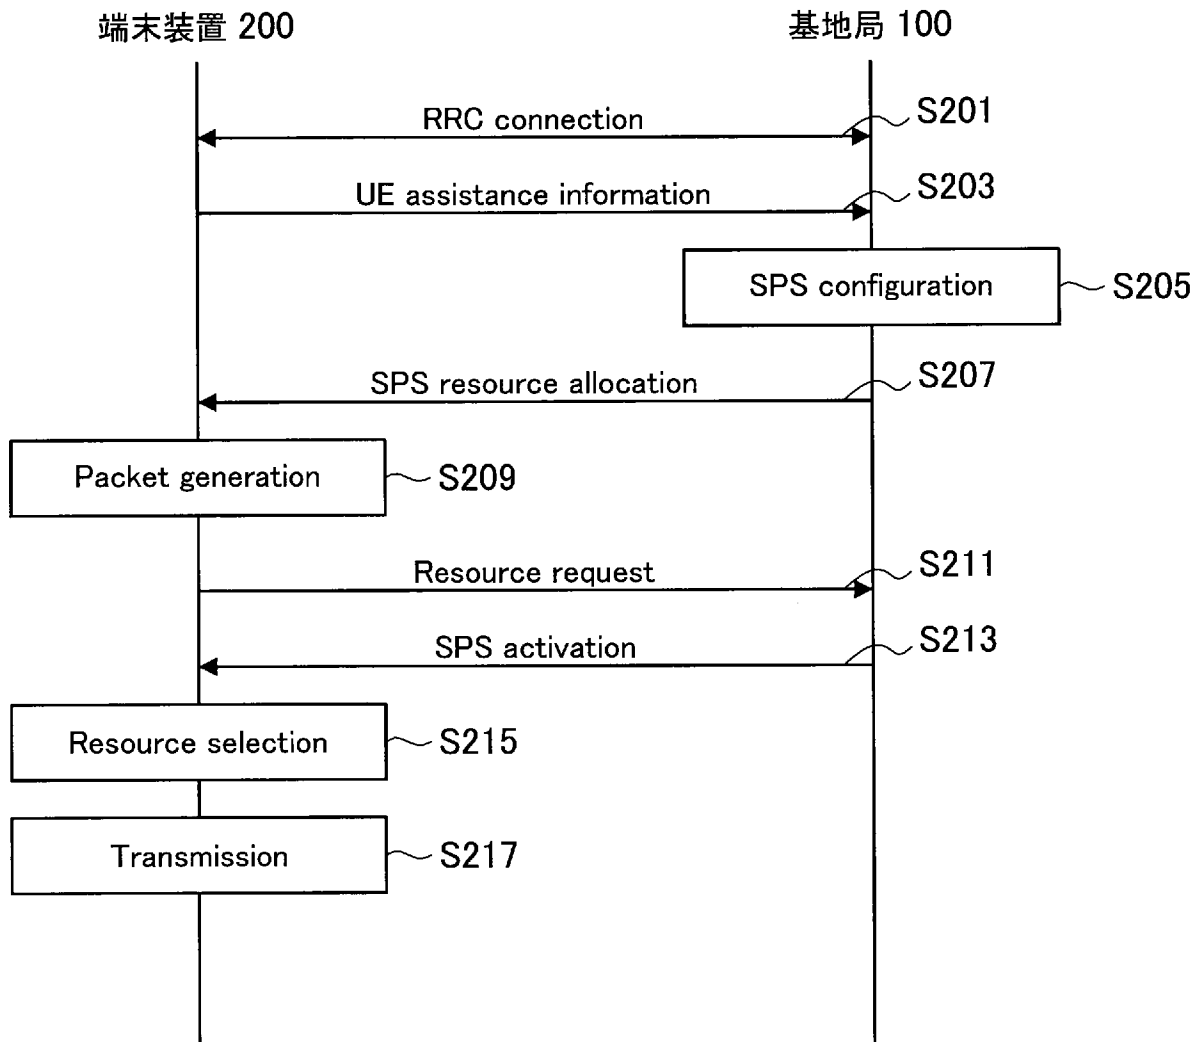 端末装置 200
基地局 100
RRC connection
S201
UE assistance information
S203
SPS configuration
S205
SPS resource allocation
S207
Packet generation
S209
Resource request
S211
SPS activation
S213
Resource selection
S215
Transmission
S217